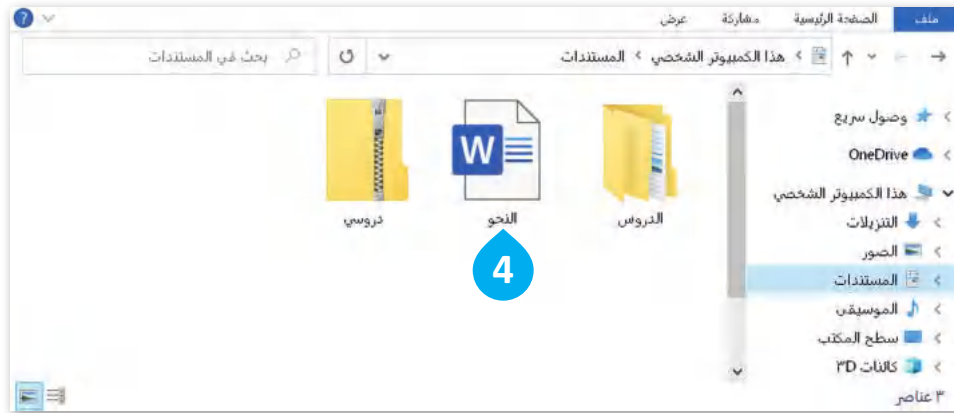 ملف الصفحة الرئيسية مشاركة عرض
هذا الكمبيوتر الشخصي > المستندات
بحث في المستندات
وصول سريع
OneDrive
هذا الكمبيوتر الشخصي
التنزيلات
الصور
المستندات
الموسيقى
سطح المكتب
كائنات 3D
الدروس
W
النحو
دروسي
4
٣ عناصر